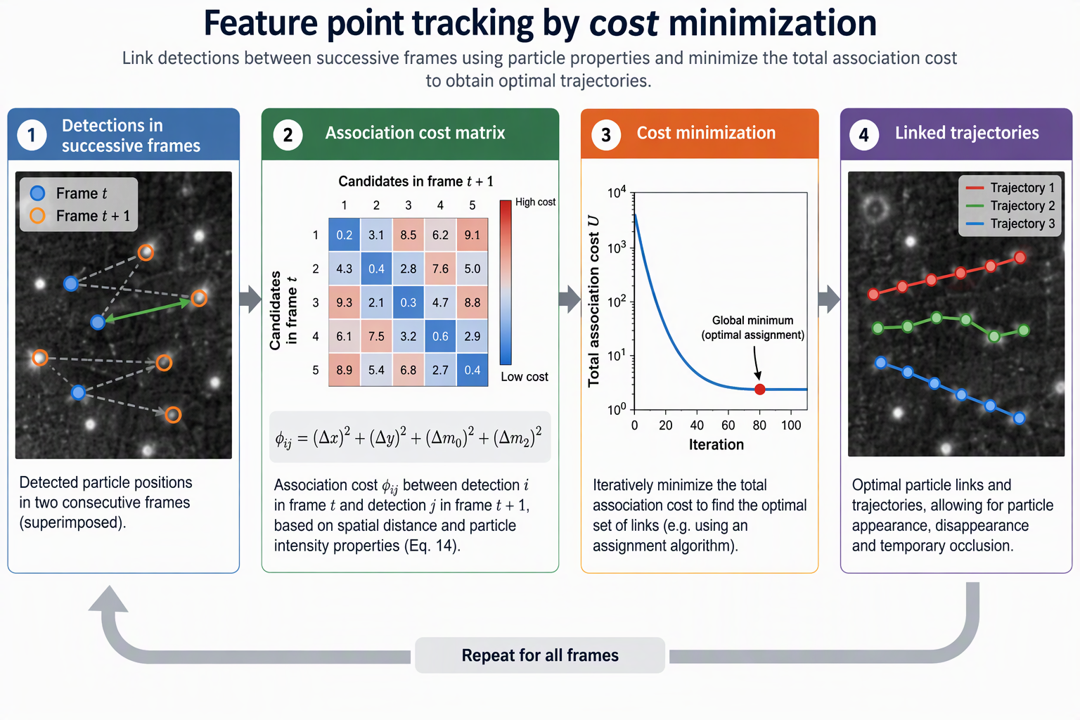 Feature point tracking by cost minimization
Link detections between successive frames using particle properties and minimize the total association cost
to obtain optimal trajectories.
1
Detections in
successive frames
Frame t
Frame t + 1
Detected particle positions
in two consecutive frames
(superimposed).
2
Association cost matrix
Candidates in frame t + 1
1 2 3 4 5
Candidates
in frame t
1 0.2 3.1 8.5 6.2 9.1
2 4.3 0.4 2.8 7.6 5.0
3 9.3 2.1 0.3 4.7 8.8
4 6.1 7.5 3.2 0.6 2.9
5 8.9 5.4 6.8 2.7 0.4
High cost
Low cost
ϕij = (Δx)² + (Δy)² + (Δm₀)² + (Δm₂)²
Association cost ϕij between detection i
in frame t and detection j in frame t + 1,
based on spatial distance and particle
intensity properties (Eq. 14).
3
Cost minimization
Total association cost U
10⁴
10³
10²
10¹
10⁰
Global minimum
(optimal assignment)
0 20 40 60 80 100
Iteration
Iteratively minimize the total
association cost to find the optimal
set of links (e.g. using an
assignment algorithm).
4
Linked trajectories
Trajectory 1
Trajectory 2
Trajectory 3
Optimal particle links and
trajectories, allowing for particle
appearance, disappearance
and temporary occlusion.
Repeat for all frames